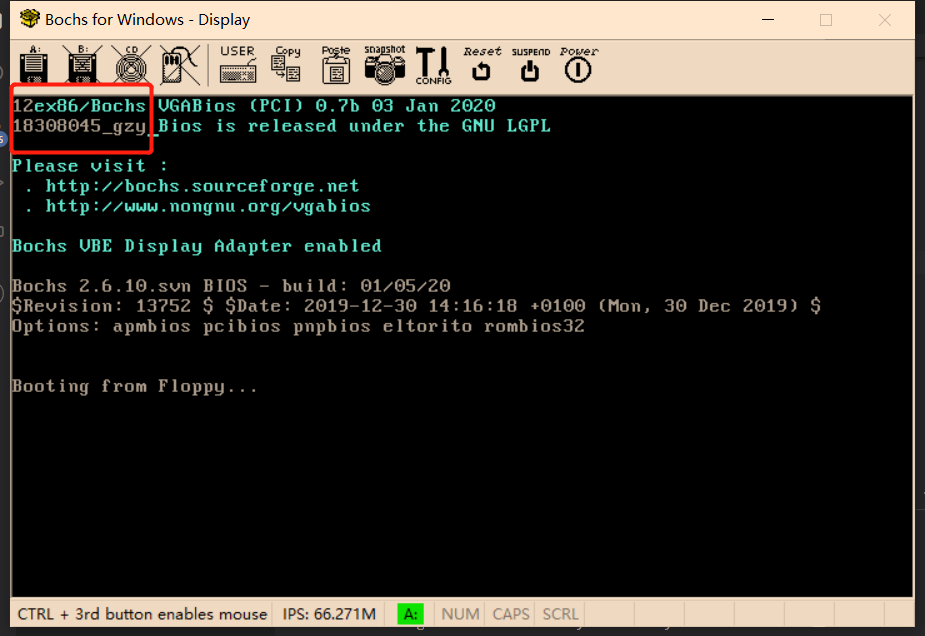 Bochs for Windows - Display
A: B: CD USER Copy Paste snapshot T CONFIG Reset SUSPEND Power
12ex86/Bochs VGABios (PCI) 0.7b 03 Jan 2020
18308045_gzy_Bios is released under the GNU LGPL
Please visit :
. http://bochs.sourceforge.net
. http://www.nongnu.org/vgabios
Bochs VBE Display Adapter enabled
Bochs 2.6.10.svn BIOS - build: 01/05/20
$Revision: 13752 $ $Date: 2019-12-30 14:16:18 +0100 (Mon, 30 Dec 2019) $
Options: apmbios pcibios pnpbios eltorito rombios32
Booting from Floppy...
CTRL + 3rd button enables mouse IPS: 66.271M A: NUM CAPS SCRL